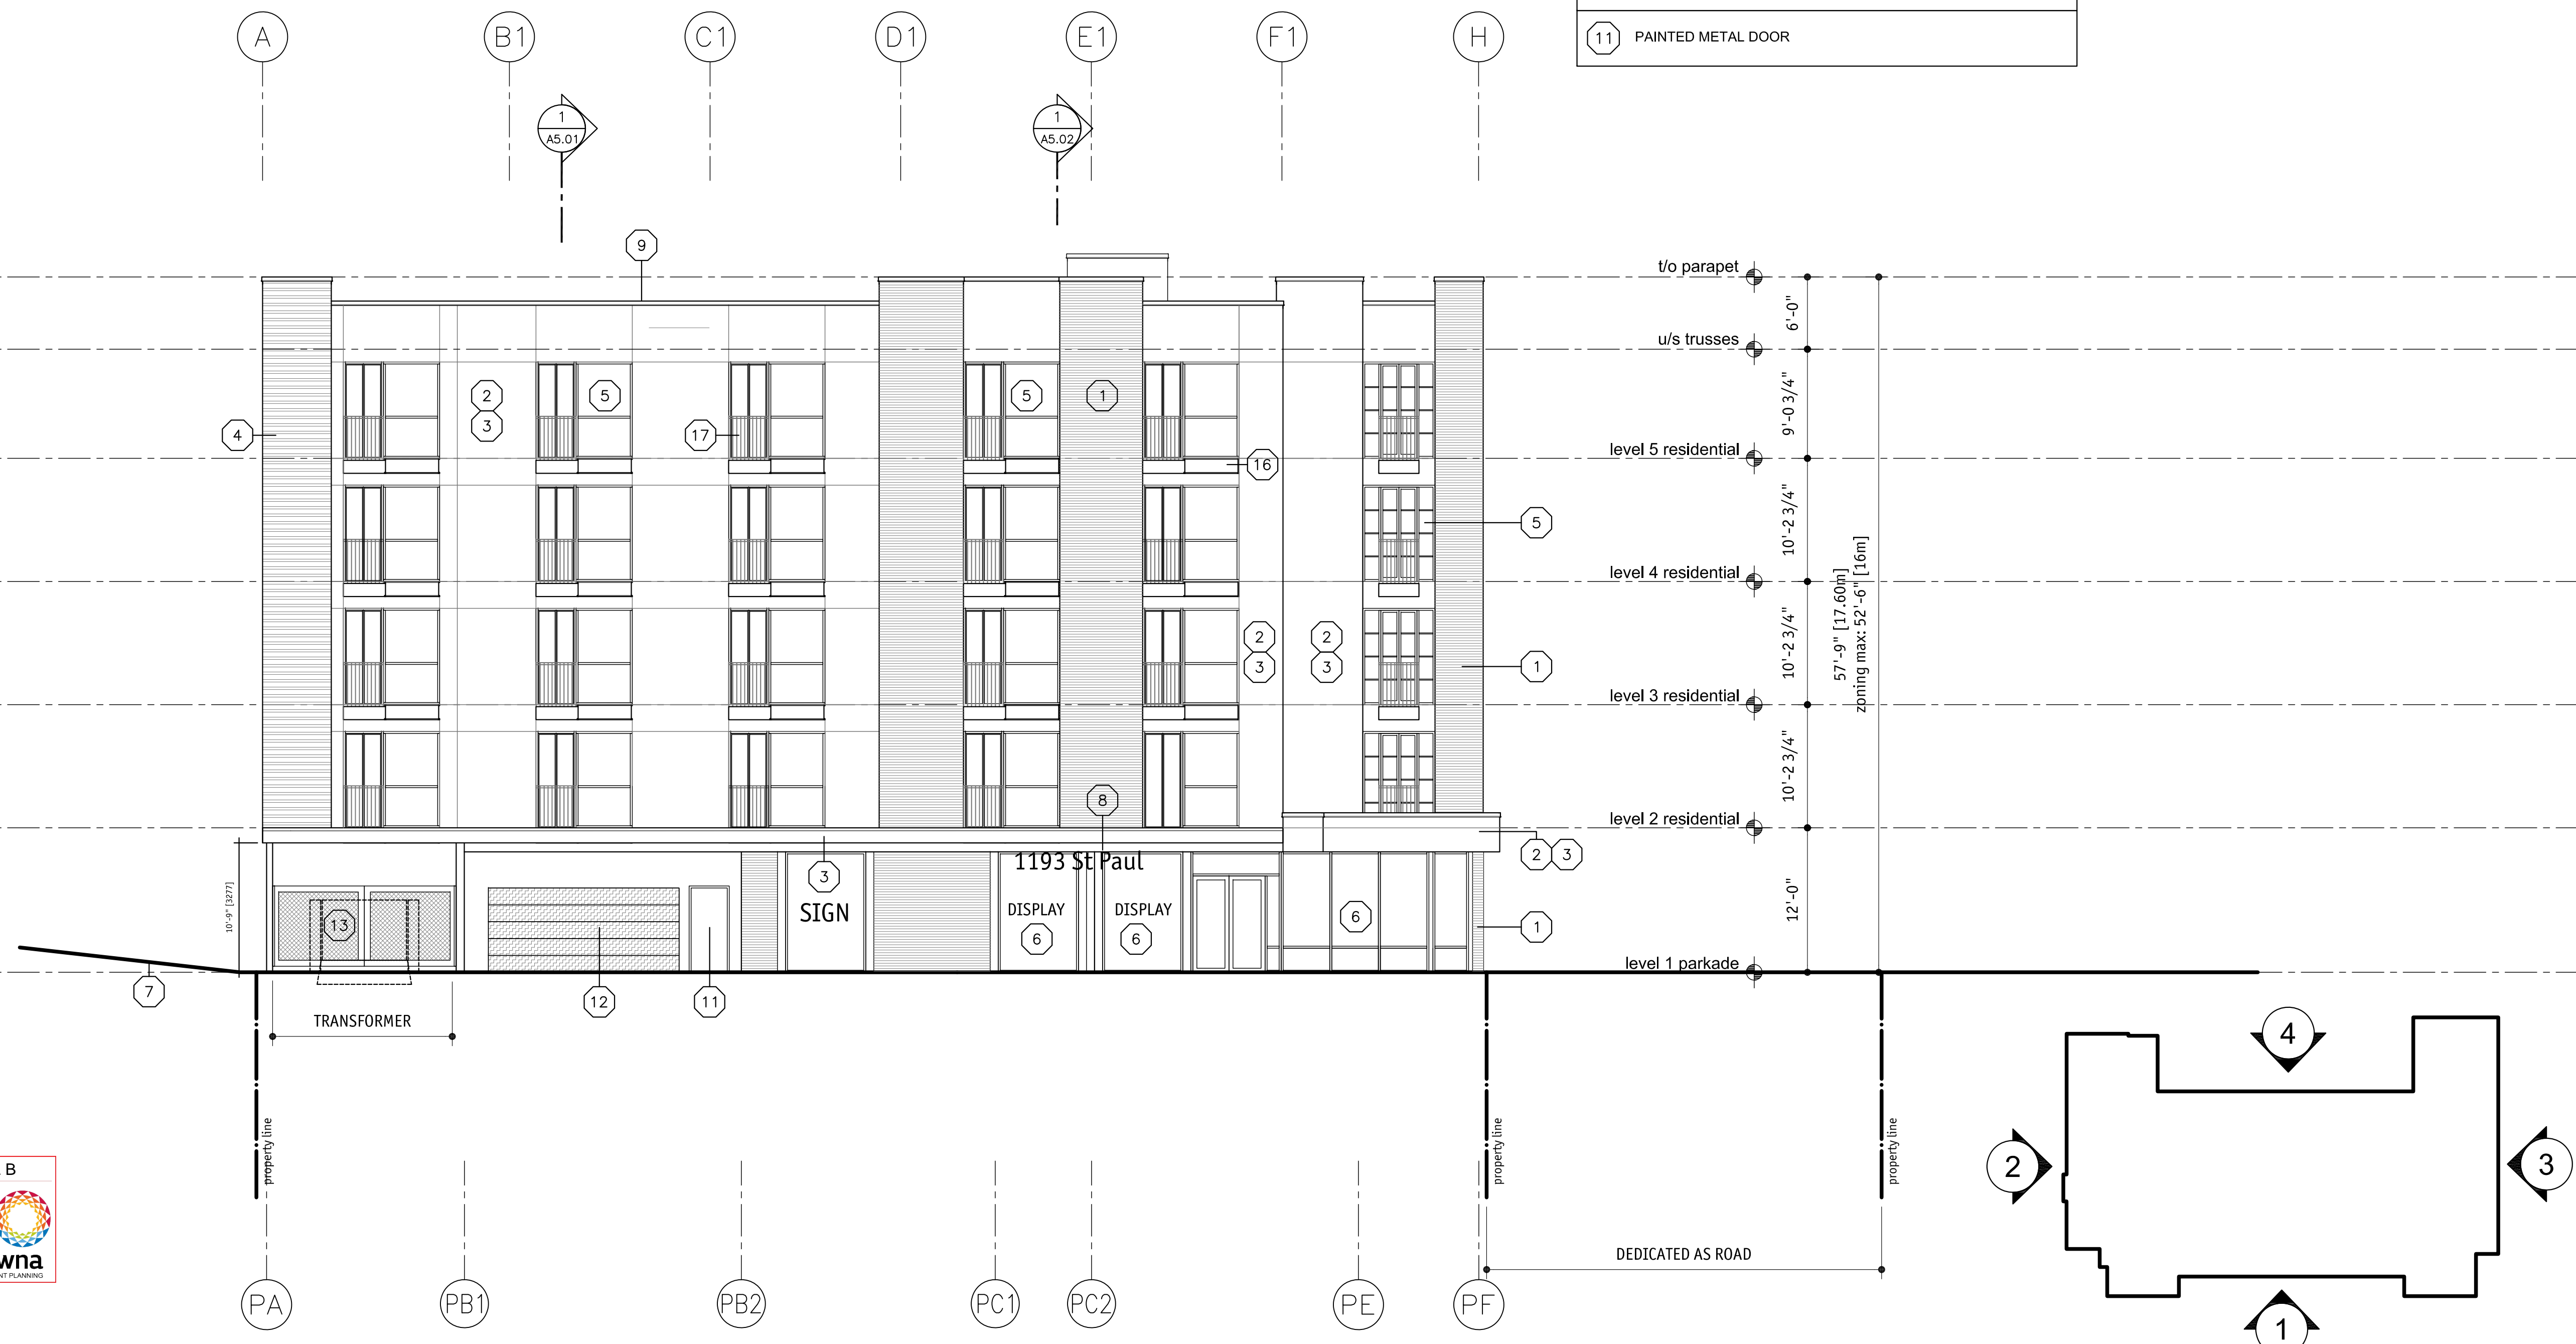 A
B1
C1
D1
E1
F1
H
11 PAINTED METAL DOOR
1
A5.01
1
A5.02
9
t/o parapet
6'-0"
u/s trusses
2
3
5
5
1
9'-0 3/4"
4
17
level 5 residential
16
10'-2 3/4"
5
level 4 residential
57'-9" [17.60m]
zoning max: 52'-6" [16m]
2
3
2
3
1
10'-2 3/4"
level 3 residential
10'-2 3/4"
8
level 2 residential
1193 St Paul
2 3
3
10'-9" [3277]
13
SIGN
DISPLAY
6
DISPLAY
6
6
1
12'-0"
level 1 parkade
7
12
11
TRANSFORMER
property line
property line
property line
4
2
3
1
B
wna
NT PLANNING
DEDICATED AS ROAD
PA
PB1
PB2
PC1
PC2
PE
PF